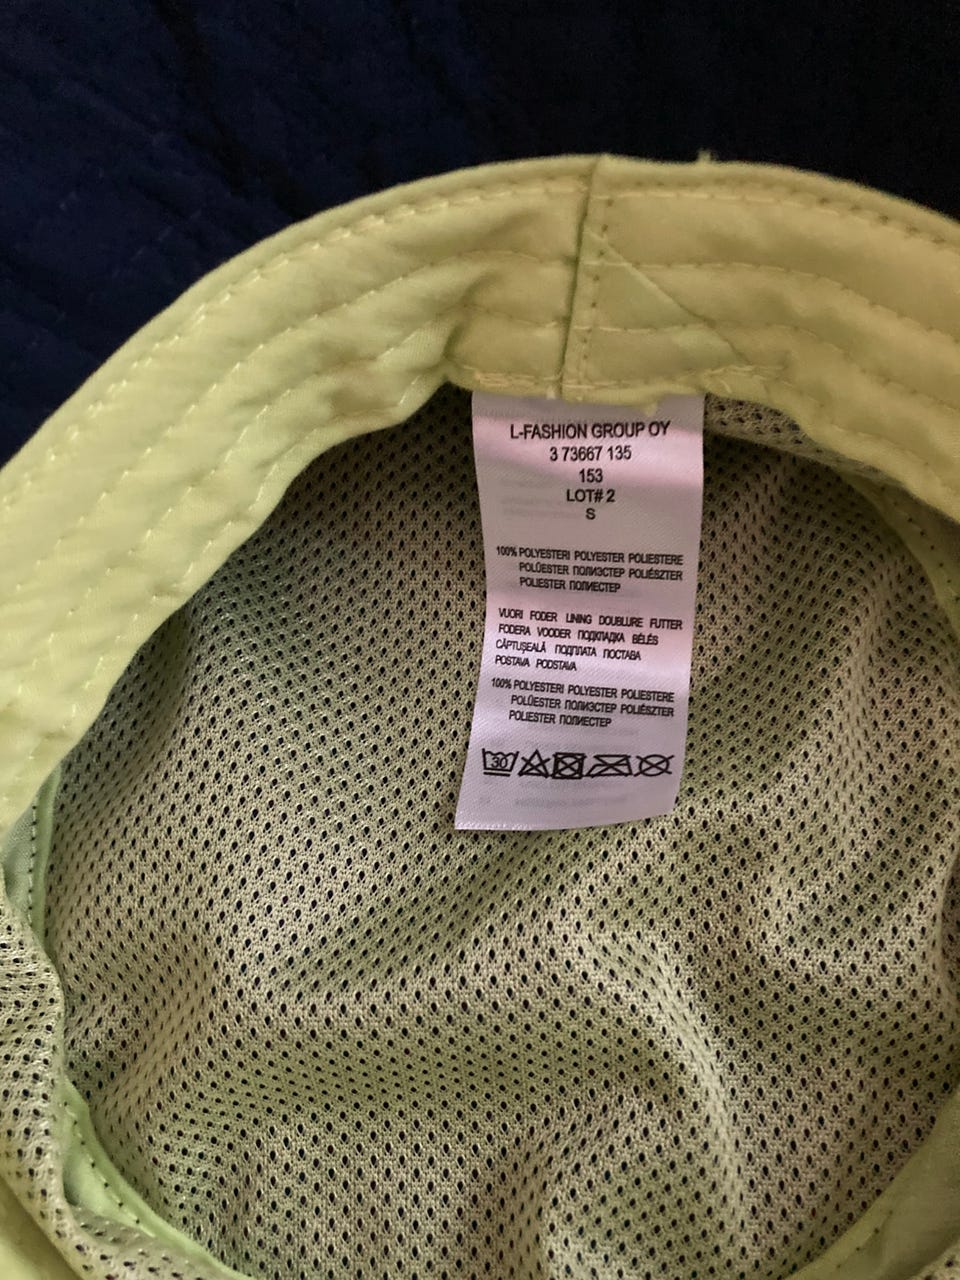 L-FASHION GROUP OY
3 73667 135
153
LOT# 2
S
100% POLYESTERI POLYESTER POLIESTERE
POLÜESTER ПОЛИЭСТЕР POLIÉSZTER
POLIESTER ПОЛИЕСТЕР
VUORI FODER LINING DOUBLURE FUTTER
FODERA VOODER ПОДКЛАДКА BÉLÉS
CĂPTUŞEALĂ ПОДПЛАТА ПОСТАВА
POSTAVA PODSTAVA
100% POLYESTERI POLYESTER POLIESTERE
POLÜESTER ПОЛИЭСТЕР POLIÉSZTER
POLIESTER ПОЛИЕСТЕР
30